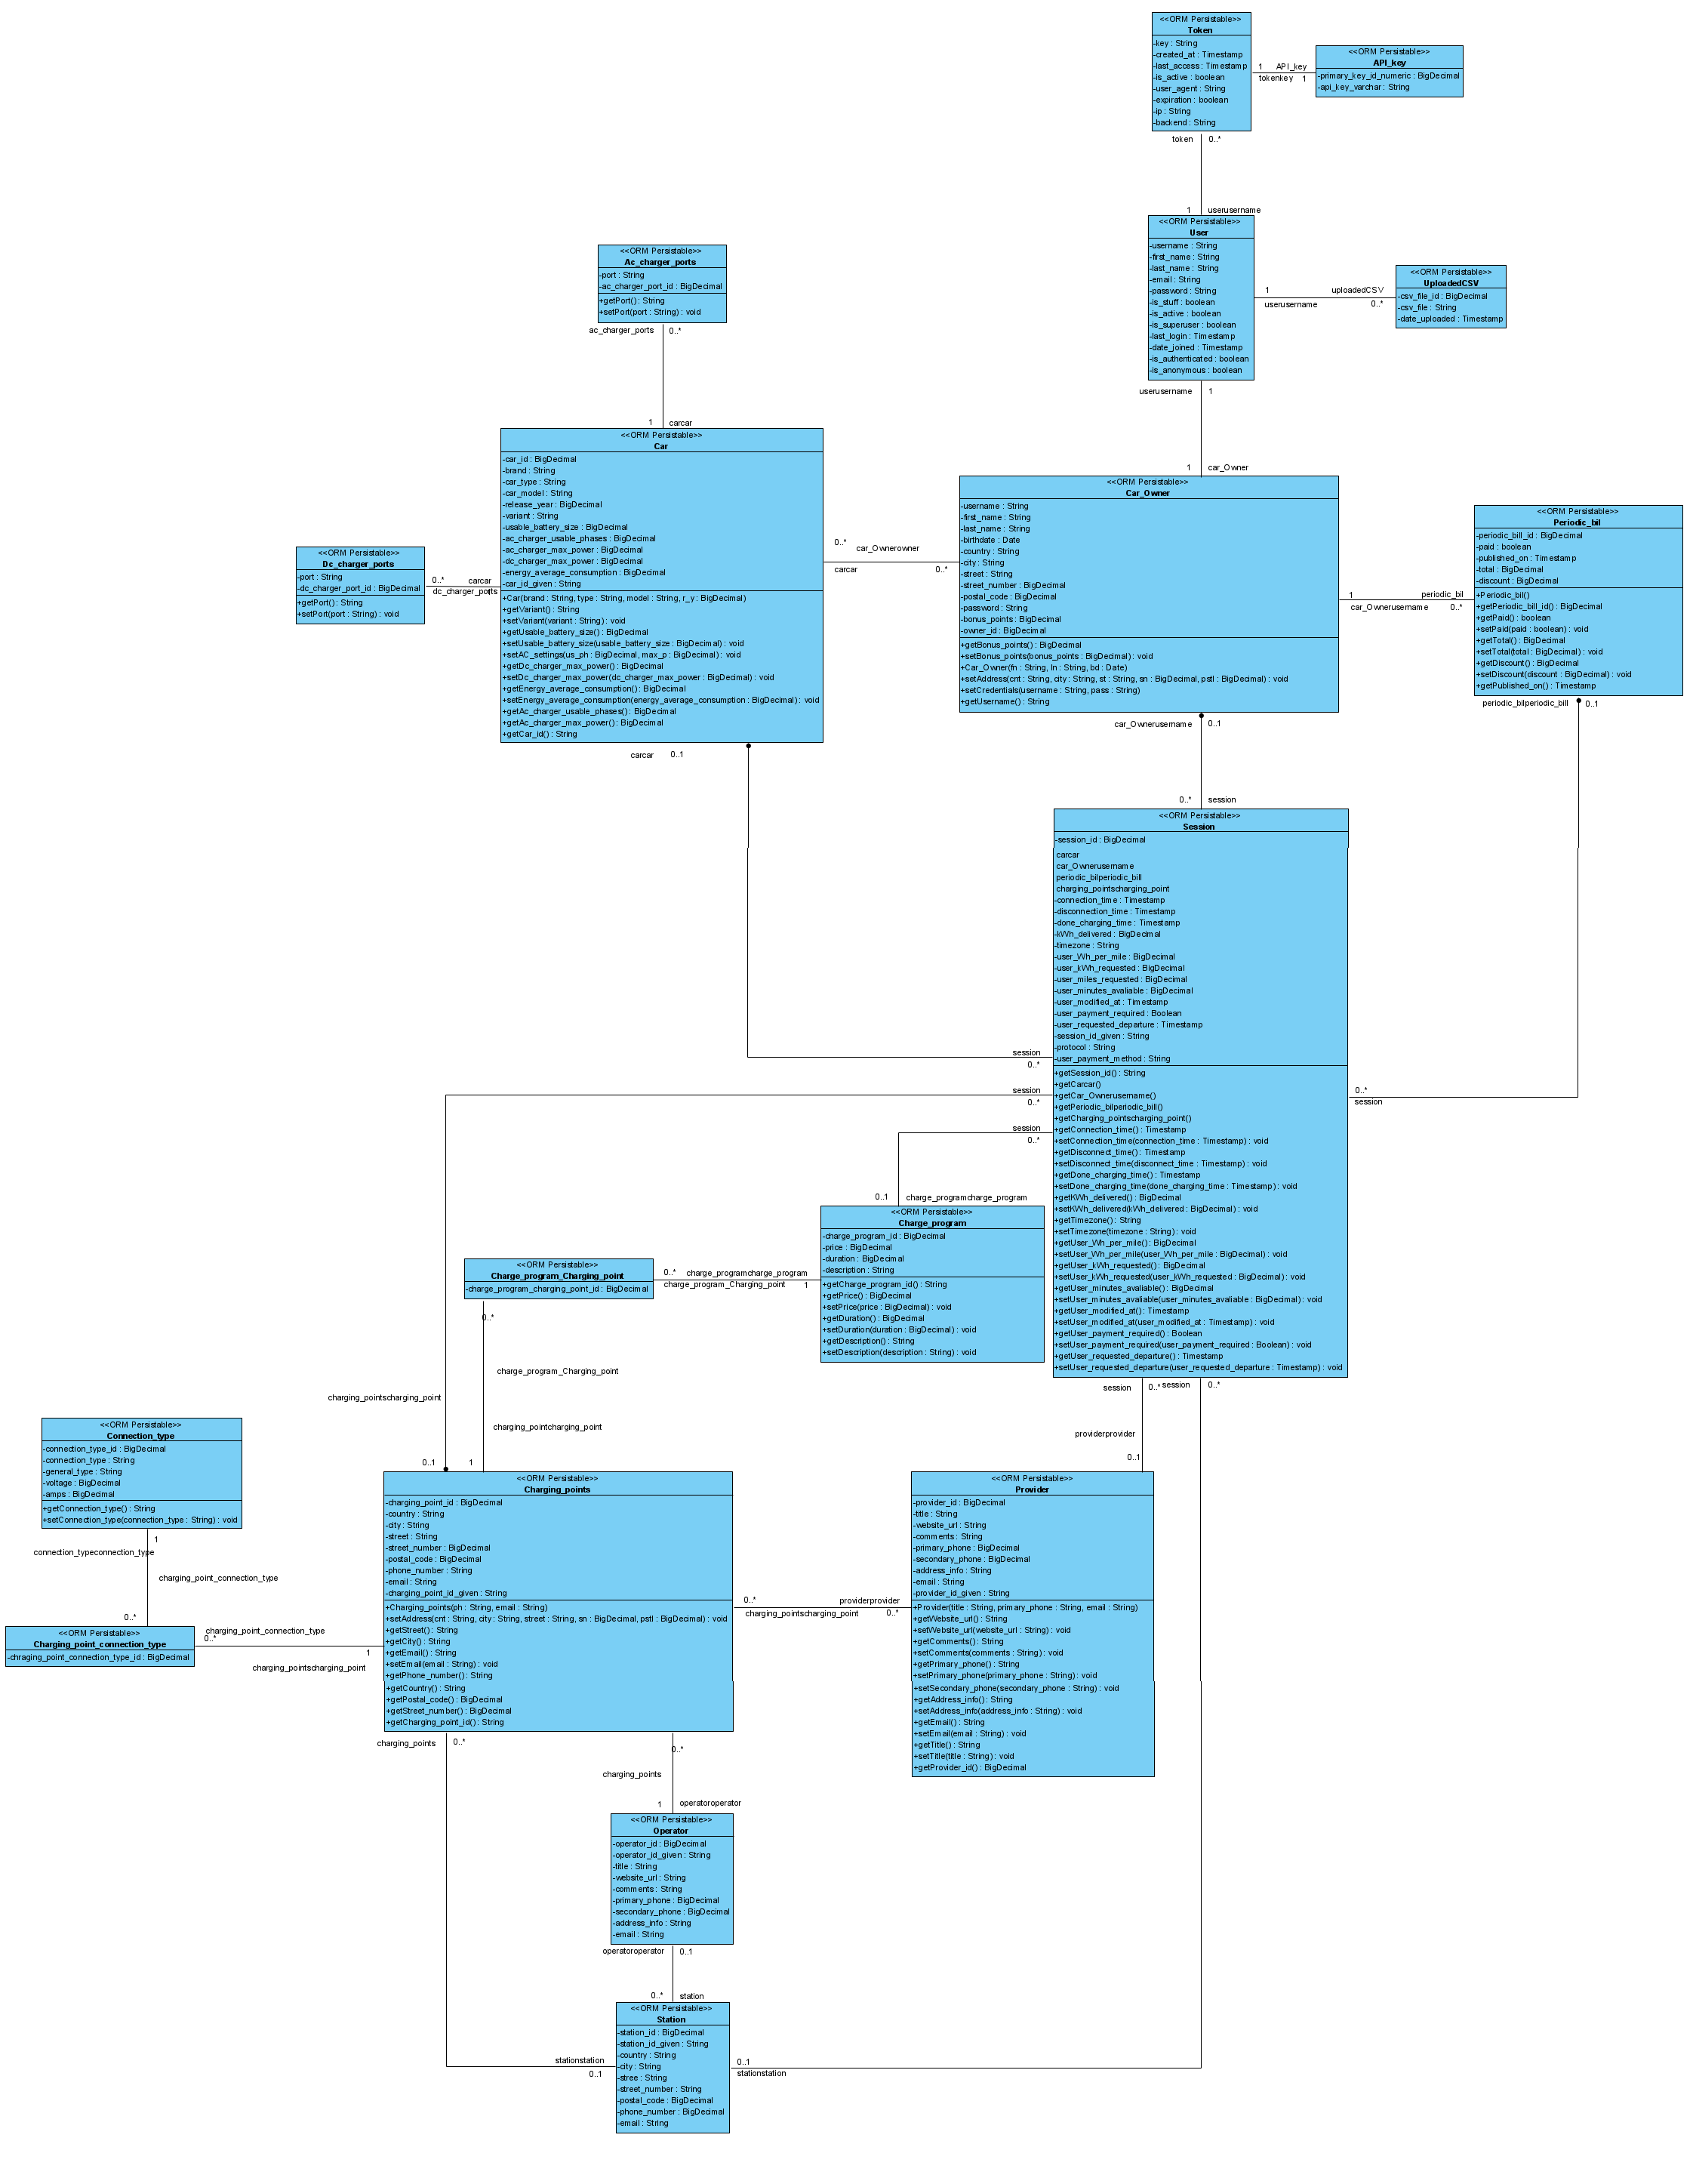 <<ORM Persistable>>
Token
-key : String
-created_at : Timestamp
-last_access : Timestamp
-is_active : boolean
-user_agent : String
-expiration : boolean
-ip : String
-backend : String
1 API_key
tokenkey 1
<<ORM Persistable>>
API_key
-primary_key_id_numeric : BigDecimal
-api_key_varchar : String
token 0..*
1 userusername
<<ORM Persistable>>
User
-username : String
-first_name : String
-last_name : String
-email : String
-password : String
-is_stuff : boolean
-is_active : boolean
-is_superuser : boolean
-last_login : Timestamp
-date_joined : Timestamp
-is_authenticated : boolean
-is_anonymous : boolean
1 uploadedCSV
userusername 0..*
<<ORM Persistable>>
UploadedCSV
-csv_file_id : BigDecimal
-csv_file : String
-date_uploaded : Timestamp
userusername 1
1 car_Owner
<<ORM Persistable>>
Ac_charger_ports
-port : String
-ac_charger_port_id : BigDecimal
+getPort() : String
+setPort(port : String) : void
ac_charger_ports 0..*
1 carcar
<<ORM Persistable>>
Car
-car_id : BigDecimal
-brand : String
-car_type : String
-car_model : String
-release_year : BigDecimal
-variant : String
-usable_battery_size : BigDecimal
-ac_charger_usable_phases : BigDecimal
-ac_charger_max_power : BigDecimal
-dc_charger_max_power : BigDecimal
-energy_average_consumption : BigDecimal
-car_id_given : String
+Car(brand : String, type : String, model : String, r_y : BigDecimal)
+getVariant() : String
+setVariant(variant : String) : void
+getUsable_battery_size() : BigDecimal
+setUsable_battery_size(usable_battery_size : BigDecimal) : void
+setAC_settings(us_ph : BigDecimal, max_p : BigDecimal) : void
+getDc_charger_max_power() : BigDecimal
+setDc_charger_max_power(dc_charger_max_power : BigDecimal) : void
+getEnergy_average_consumption() : BigDecimal
+setEnergy_average_consumption(energy_average_consumption : BigDecimal) : void
+getAc_charger_usable_phases() : BigDecimal
+getAc_charger_max_power() : BigDecimal
+getCar_id() : String
<<ORM Persistable>>
Dc_charger_ports
-port : String
-dc_charger_port_id : BigDecimal
+getPort() : String
+setPort(port : String) : void
0..* carcar
dc_charger_ports 1
0..* car_Ownerowner
carcar 0..*
<<ORM Persistable>>
Car_Owner
-username : String
-first_name : String
-last_name : String
-birthdate : Date
-country : String
-city : String
-street : String
-street_number : BigDecimal
-postal_code : BigDecimal
-password : String
-bonus_points : BigDecimal
-owner_id : BigDecimal
+getBonus_points() : BigDecimal
+setBonus_points(bonus_points : BigDecimal) : void
+Car_Owner(fn : String, ln : String, bd : Date)
+setAddress(cnt : String, city : String, st : String, sn : BigDecimal, pstl : BigDecimal) : void
+setCredentials(username : String, pass : String)
+getUsername() : String
1 periodic_bil
car_Ownerusername 0..*
<<ORM Persistable>>
Periodic_bil
-periodic_bill_id : BigDecimal
-paid : boolean
-published_on : Timestamp
-total : BigDecimal
-discount : BigDecimal
+Periodic_bil()
+getPeriodic_bill_id() : BigDecimal
+getPaid() : boolean
+setPaid(paid : boolean) : void
+getTotal() : BigDecimal
+setTotal(total : BigDecimal) : void
+getDiscount() : BigDecimal
+setDiscount(discount : BigDecimal) : void
+getPublished_on() : Timestamp
periodic_bilperiodic_bill 0..1
car_Ownerusername 0..1
carcar 0..1
0..* session
<<ORM Persistable>>
Session
-session_id : BigDecimal
carcar
car_Ownerusername
periodic_bilperiodic_bill
charging_pointscharging_point
-connection_time : Timestamp
-disconnection_time : Timestamp
-done_charging_time : Timestamp
-kWh_delivered : BigDecimal
-timezone : String
-user_Wh_per_mile : BigDecimal
-user_kWh_requested : BigDecimal
-user_miles_requested : BigDecimal
-user_minutes_avaliable : BigDecimal
-user_modified_at : Timestamp
-user_payment_required : Boolean
-user_requested_departure : Timestamp
-session_id_given : String
-protocol : String
-user_payment_method : String
+getSession_id() : String
+getCarcar()
+getCar_Ownerusername()
+getPeriodic_bilperiodic_bill()
+getCharging_pointscharging_point()
+getConnection_time() : Timestamp
+setConnection_time(connection_time : Timestamp) : void
+getDisconnect_time() : Timestamp
+setDisconnect_time(disconnect_time : Timestamp) : void
+getDone_charging_time() : Timestamp
+setDone_charging_time(done_charging_time : Timestamp) : void
+getKWh_delivered() : BigDecimal
+setKWh_delivered(kWh_delivered : BigDecimal) : void
+getTimezone() : String
+setTimezone(timezone : String) : void
+getUser_Wh_per_mile() : BigDecimal
+setUser_Wh_per_mile(user_Wh_per_mile : BigDecimal) : void
+getUser_kWh_requested() : BigDecimal
+setUser_kWh_requested(user_kWh_requested : BigDecimal) : void
+getUser_minutes_avaliable() : BigDecimal
+setUser_minutes_avaliable(user_minutes_avaliable : BigDecimal) : void
+getUser_modified_at() : Timestamp
+setUser_modified_at(user_modified_at : Timestamp) : void
+getUser_payment_required() : Boolean
+setUser_payment_required(user_payment_required : Boolean) : void
+getUser_requested_departure() : Timestamp
+setUser_requested_departure(user_requested_departure : Timestamp) : void
session
0..*
session
0..*
session
0..*
0..*
session
0..1 charge_programcharge_program
<<ORM Persistable>>
Charge_program
-charge_program_id : BigDecimal
-price : BigDecimal
-duration : BigDecimal
-description : String
+getCharge_program_id() : String
+getPrice() : BigDecimal
+setPrice(price : BigDecimal) : void
+getDuration() : BigDecimal
+setDuration(duration : BigDecimal) : void
+getDescription() : String
+setDescription(description : String) : void
<<ORM Persistable>>
Charge_program_Charging_point
-charge_program_charging_point_id : BigDecimal
0..* charge_programcharge_program
charge_program_Charging_point 1
0..*
charge_program_Charging_point
charging_pointscharging_point
charging_pointcharging_point
0..1 1
session 0..* session 0..*
providerprovider
0..1
<<ORM Persistable>>
Connection_type
-connection_type_id : BigDecimal
-connection_type : String
-general_type : String
-voltage : BigDecimal
-amps : BigDecimal
+getConnection_type() : String
+setConnection_type(connection_type : String) : void
1
connection_typeconnection_type
charging_point_connection_type
0..*
<<ORM Persistable>>
Charging_point_connection_type
-chraging_point_connection_type_id : BigDecimal
charging_point_connection_type
0..*
1
charging_pointscharging_point
<<ORM Persistable>>
Charging_points
-charging_point_id : BigDecimal
-country : String
-city : String
-street : String
-street_number : BigDecimal
-postal_code : BigDecimal
-phone_number : String
-email : String
-charging_point_id_given : String
+Charging_points(ph : String, email : String)
+setAddress(cnt : String, city : String, street : String, sn : BigDecimal, pstl : BigDecimal) : void
+getStreet() : String
+getCity() : String
+getEmail() : String
+setEmail(email : String) : void
+getPhone_number() : String
+getCountry() : String
+getPostal_code() : BigDecimal
+getStreet_number() : BigDecimal
+getCharging_point_id() : String
0..* providerprovider
charging_pointscharging_point 0..*
<<ORM Persistable>>
Provider
-provider_id : BigDecimal
-title : String
-website_url : String
-comments : String
-primary_phone : BigDecimal
-secondary_phone : BigDecimal
-address_info : String
-email : String
-provider_id_given : String
+Provider(title : String, primary_phone : String, email : String)
+getWebsite_url() : String
+setWebsite_url(website_url : String) : void
+getComments() : String
+setComments(comments : String) : void
+getPrimary_phone() : String
+setPrimary_phone(primary_phone : String) : void
+setSecondary_phone(secondary_phone : String) : void
+getAddress_info() : String
+setAddress_info(address_info : String) : void
+getEmail() : String
+setEmail(email : String) : void
+getTitle() : String
+setTitle(title : String) : void
+getProvider_id() : BigDecimal
charging_points 0..*
0..*
charging_points
1 operatoroperator
<<ORM Persistable>>
Operator
-operator_id : BigDecimal
-operator_id_given : String
-title : String
-website_url : String
-comments : String
-primary_phone : BigDecimal
-secondary_phone : BigDecimal
-address_info : String
-email : String
operatoroperator 0..1
0..* station
<<ORM Persistable>>
Station
-station_id : BigDecimal
-station_id_given : String
-country : String
-city : String
-stree : String
-street_number : String
-postal_code : BigDecimal
-phone_number : BigDecimal
-email : String
stationstation
0..1
0..1
stationstation